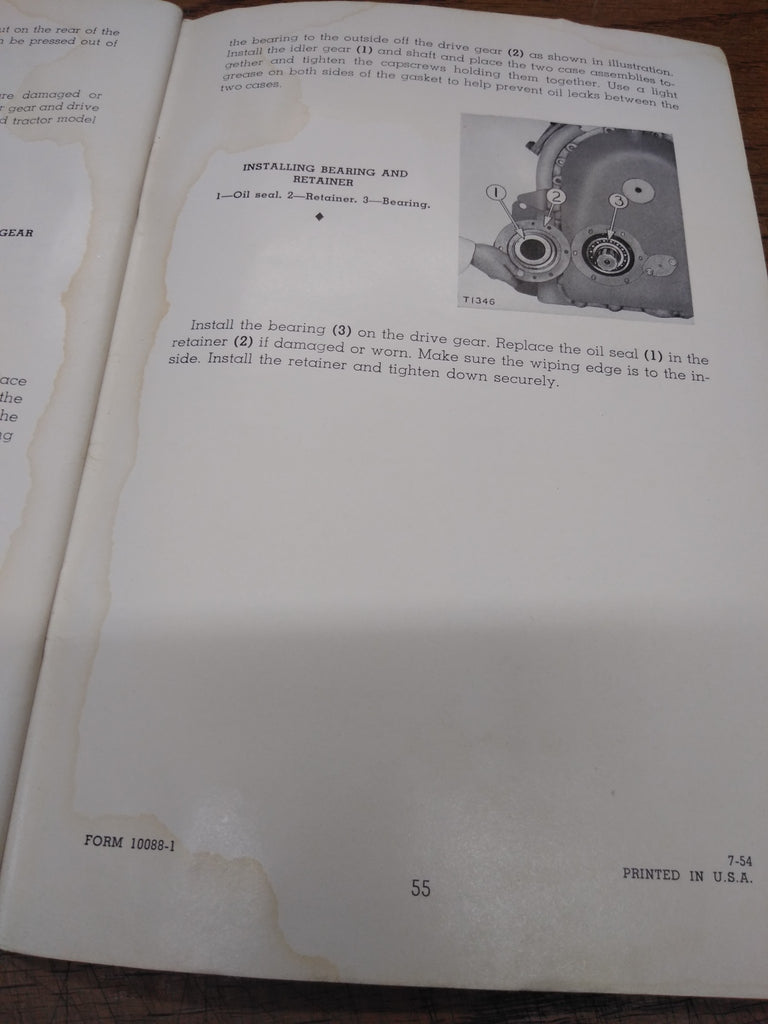 ut on the rear of the
n be pressed out of
re damaged or
r gear and drive
d tractor model
GEAR
ace
the
he
ng
the bearing to the outside off the drive gear (2) as shown in illustration.
Install the idler gear (1) and shaft and place the two case assemblies to-
gether and tighten the capscrews holding them together. Use a light
grease on both sides of the gasket to help prevent oil leaks between the
two cases.
INSTALLING BEARING AND
RETAINER
1—Oil seal. 2—Retainer. 3—Bearing.
1
2
3
T1346
Install the bearing (3) on the drive gear. Replace the oil seal (1) in the
retainer (2) if damaged or worn. Make sure the wiping edge is to the in-
side. Install the retainer and tighten down securely.
FORM 10088-1
55
7-54
PRINTED IN U.S.A.